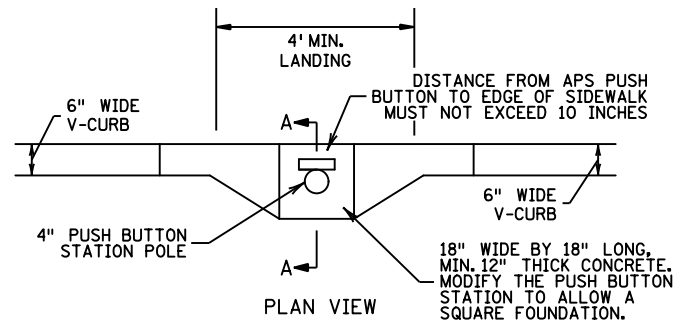 4' MIN.
LANDING
DISTANCE FROM APS PUSH
BUTTON TO EDGE OF SIDEWALK
MUST NOT EXCEED 10 INCHES
6" WIDE
V-CURB
A
6" WIDE
V-CURB
4" PUSH BUTTON
STATION POLE
A
18" WIDE BY 18" LONG,
MIN. 12" THICK CONCRETE.
MODIFY THE PUSH BUTTON
STATION TO ALLOW A
SQUARE FOUNDATION.
PLAN VIEW